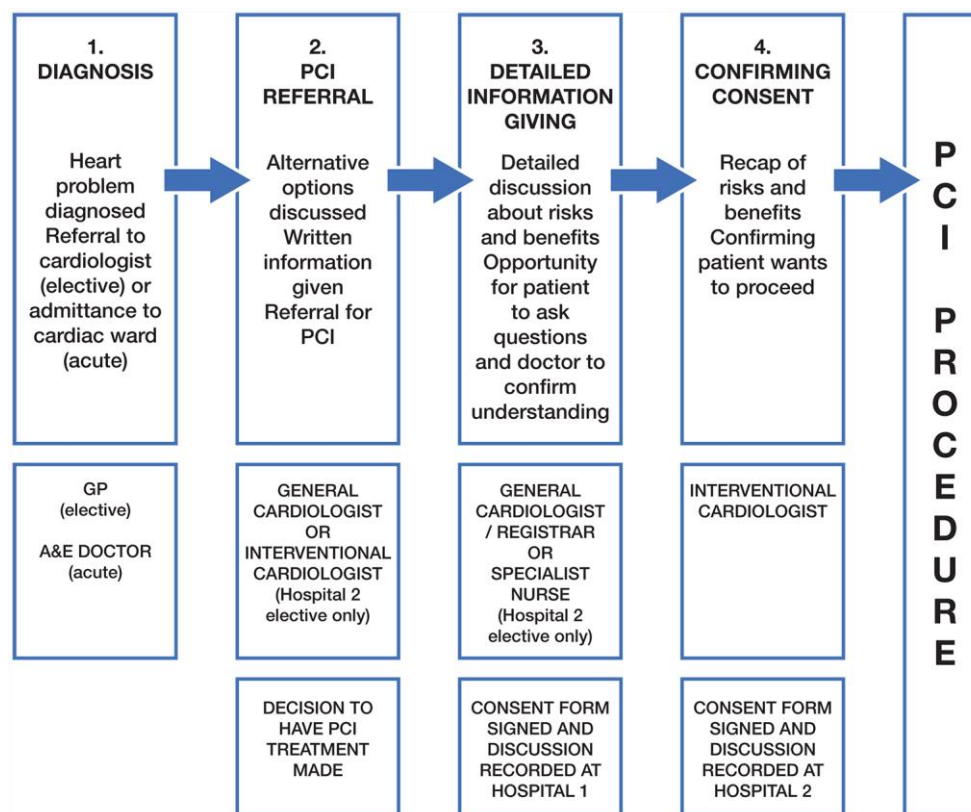 1.
DIAGNOSIS
Heart
problem
diagnosed
Referral to
cardiologist
(elective) or
admittance to
cardiac ward
(acute)
GP
(elective)
A&E DOCTOR
(acute)
2.
PCI
REFERRAL
Alternative
options
discussed
Written
information
given
Referral for
PCI
GENERAL
CARDIOLOGIST
OR
INTERVENTIONAL
CARDIOLOGIST
(Hospital 2
elective only)
DECISION TO
HAVE PCI
TREATMENT
MADE
3.
DETAILED
INFORMATION
GIVING
Detailed
discussion
about risks
and benefits
Opportunity
for patient
to ask
questions
and doctor to
confirm
understanding
GENERAL
CARDIOLOGIST
/ REGISTRAR
OR
SPECIALIST
NURSE
(Hospital 2
elective only)
CONSENT FORM
SIGNED AND
DISCUSSION
RECORDED AT
HOSPITAL 1
4.
CONFIRMING
CONSENT
Recap of
risks and
benefits
Confirming
patient wants
to proceed
INTERVENTIONAL
CARDIOLOGIST
CONSENT FORM
SIGNED AND
DISCUSSION
RECORDED AT
HOSPITAL 2
PCI PROCEDURE